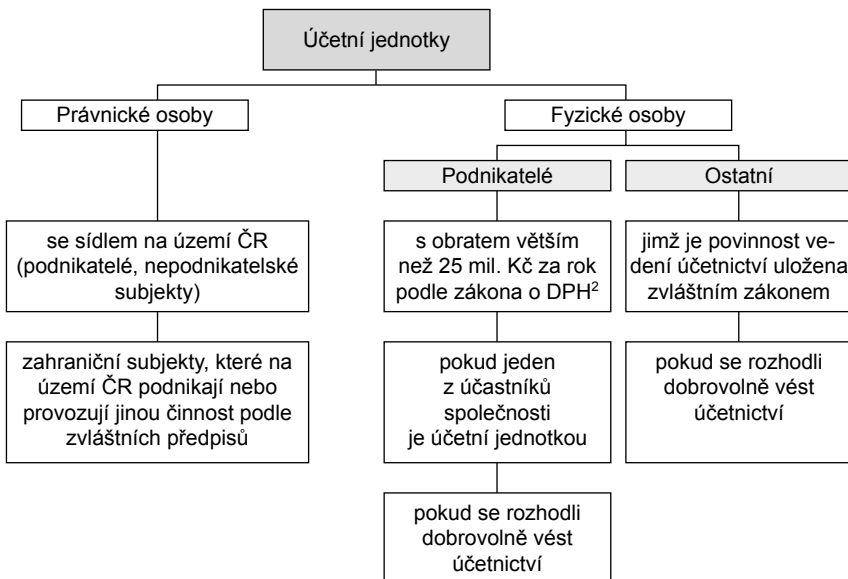 Účetní jednotky
Právnické osoby
Fyzické osoby
Podnikatelé
Ostatní
se sídlem na území ČR
(podnikatelé, nepodnikatelské
subjekty)
s obratem větším
než 25 mil. Kč za rok
podle zákona o DPH²
jimž je povinnost ve-
dení účetnictví uložena
zvláštním zákonem
zahraniční subjekty, které na
území ČR podnikají nebo
provozují jinou činnost podle
zvláštních předpisů
pokud jeden
z účastníků
společnosti
je účetní jednotkou
pokud se rozhodli
dobrovolně vést
účetnictví
pokud se rozhodli
dobrovolně vést
účetnictví